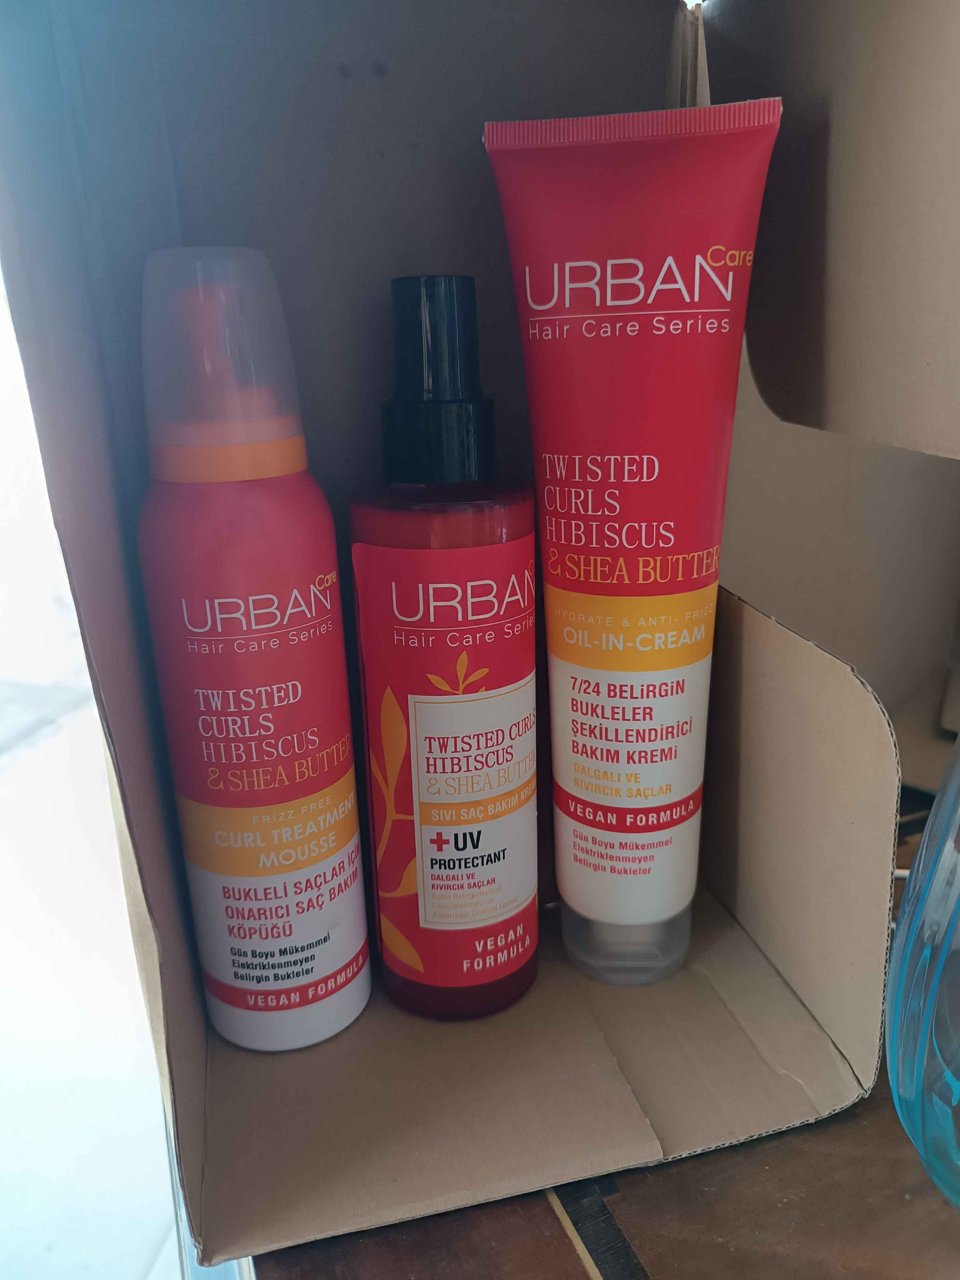 URBAN Care
Hair Care Series
TWISTED
CURLS
HIBISCUS
& SHEA BUTTER
FRIZZ FREE
CURL TREATMENT
MOUSSE
BUKLELİ SAÇLAR İÇİN
ONARICI SAÇ BAKIM
KÖPÜĞÜ
Gün Boyu Mükemmel
Elektriklenmeyen
Belirgin Bukleler
VEGAN FORMULA
URBAN
Hair Care Serie
TWISTED CURLS
HIBISCUS
& SHEA BUTTE
SIVI SAÇ BAKIM KRE
+UV
PROTECTANT
DALGALI VE
KIVIRCIK SAÇLAR
VEGAN
FORMULA
URBAN Care
Hair Care Series
TWISTED
CURLS
HIBISCUS
& SHEA BUTTER
HYDRATE & ANTI- FRIZZ
OIL-IN-CREAM
7/24 BELİRGİN
BUKLELER
ŞEKİLLENDİRİCİ
BAKIM KREMİ
DALGALI VE
KIVIRCIK SAÇLAR
VEGAN FORMULA
Gün Boyu Mükemmel
Elektriklenmeyen
Belirgin Bukleler